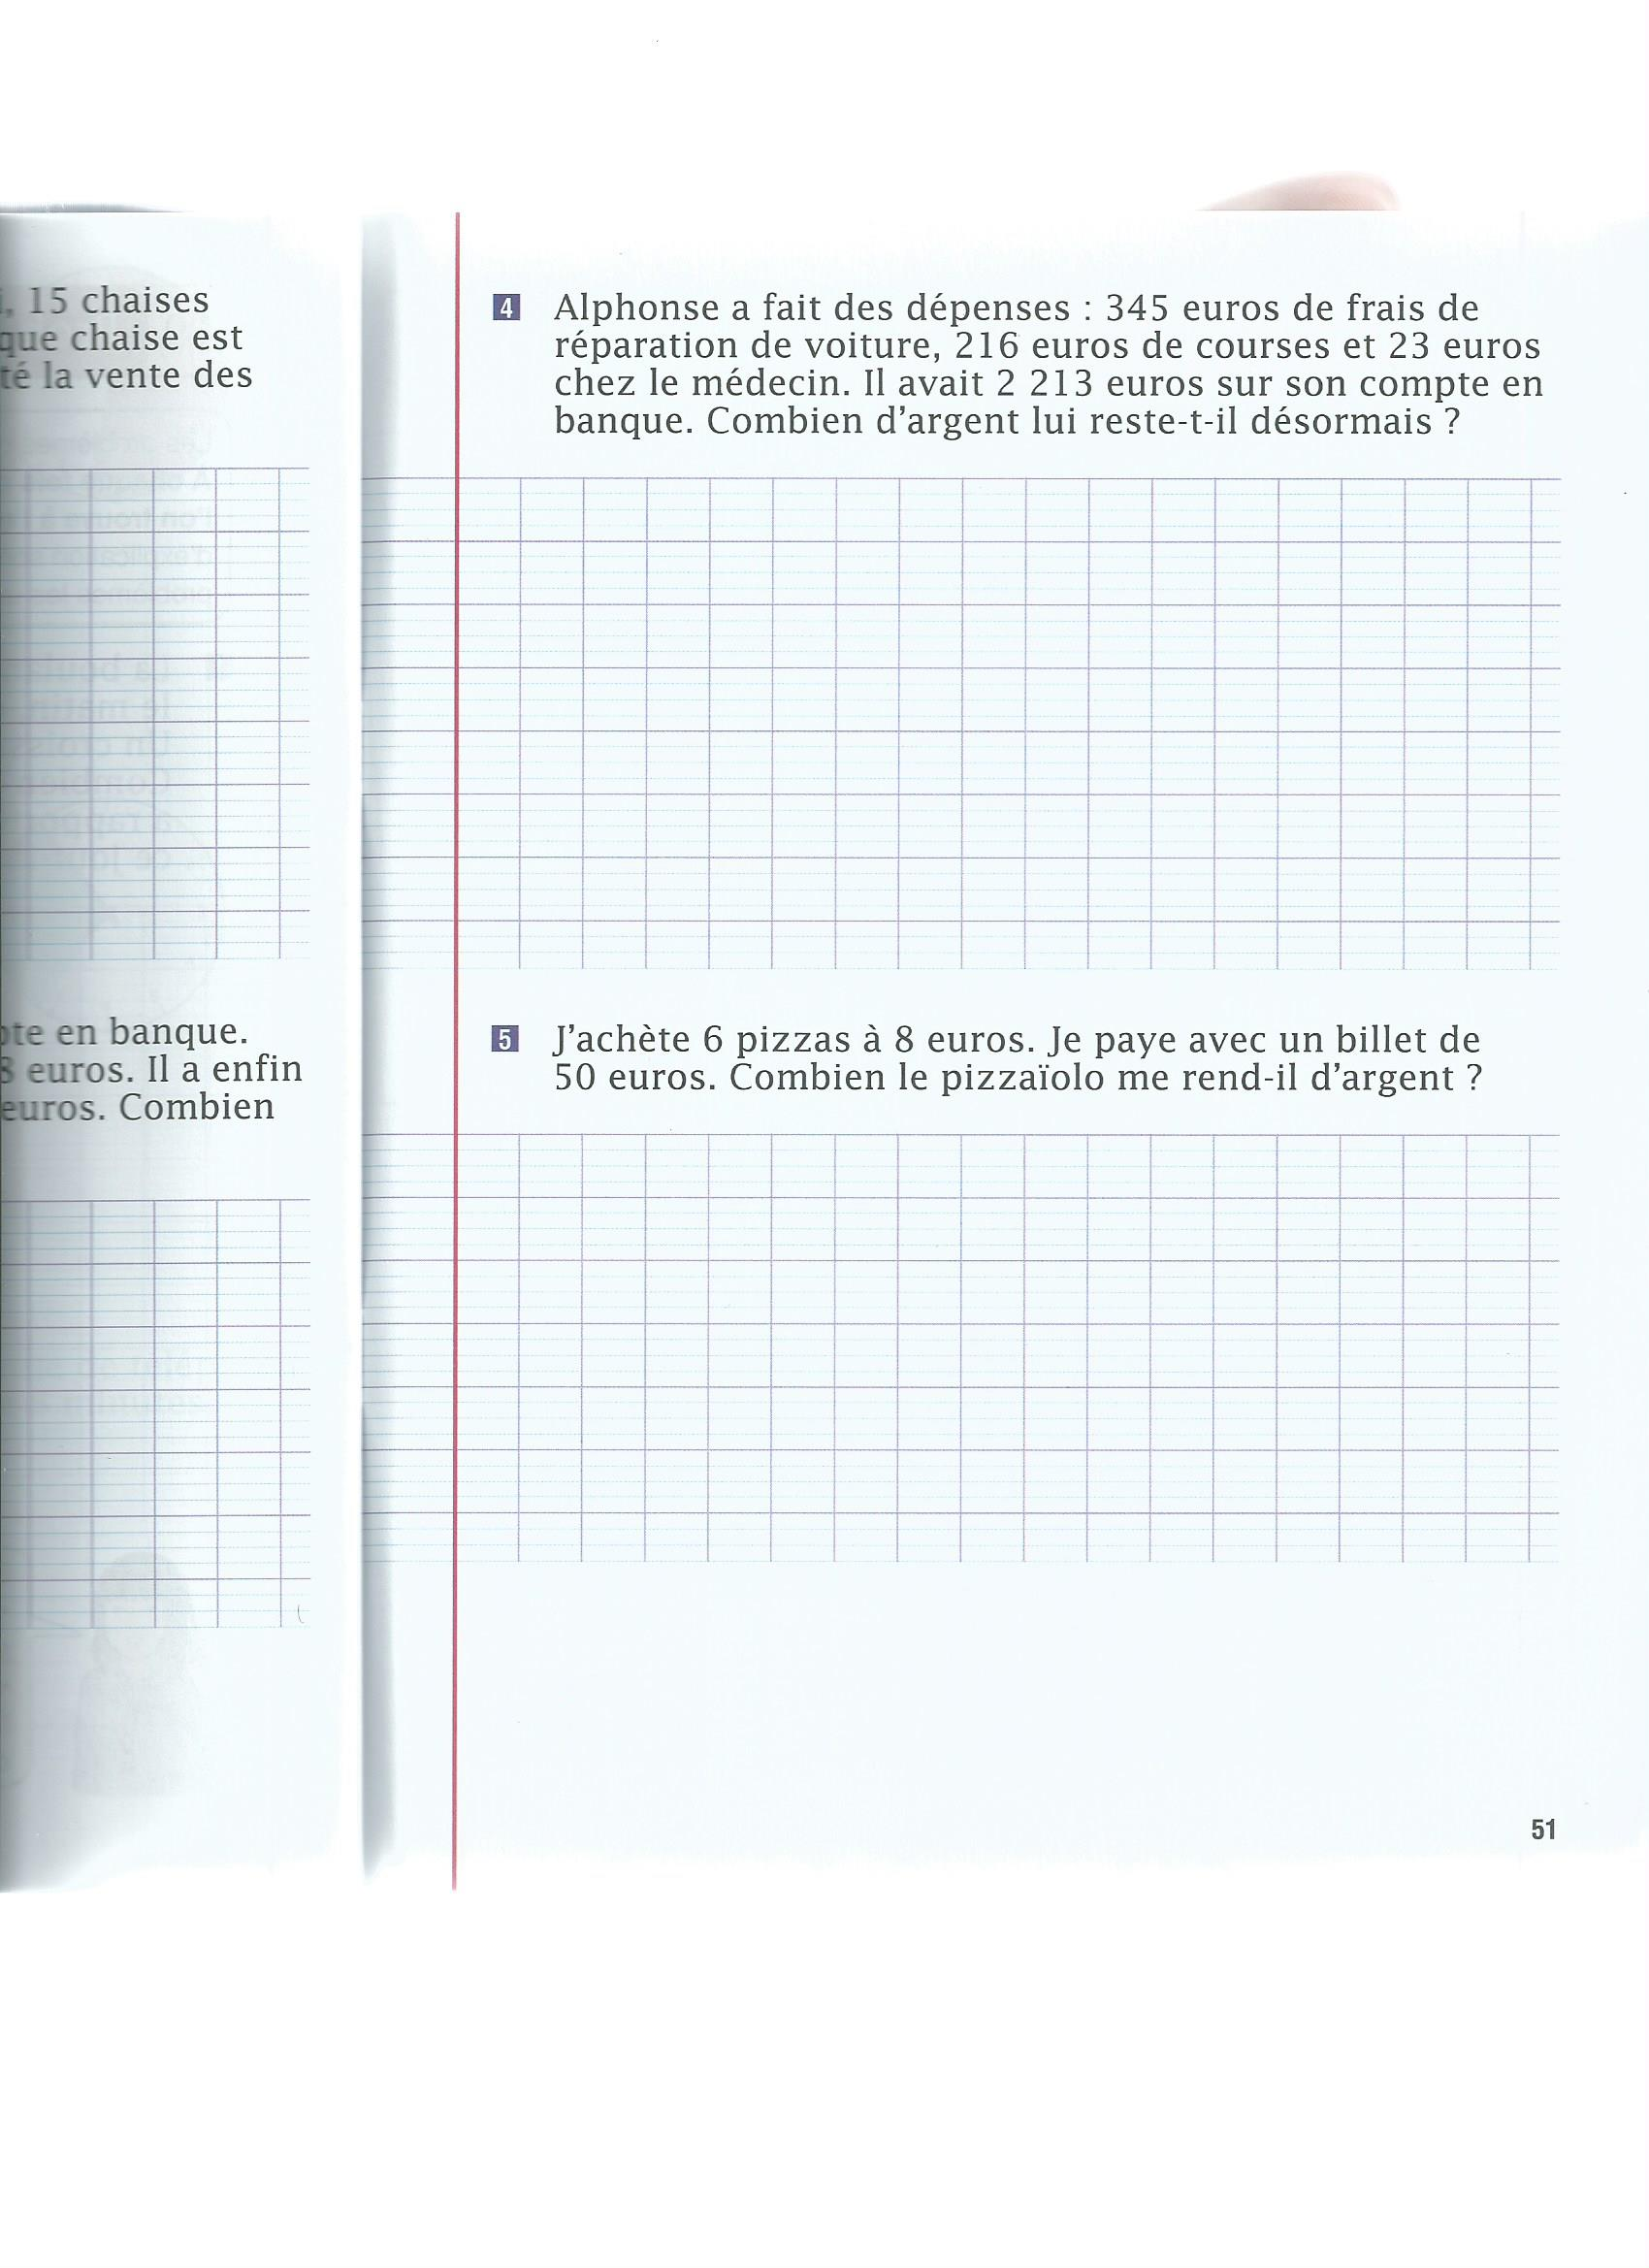 15 chaises
que chaise est
té la vente des
pte en banque.
8 euros. Il a enfin
euros. Combien
4 Alphonse a fait des dépenses : 345 euros de frais de
réparation de voiture, 216 euros de courses et 23 euros
chez le médecin. Il avait 2 213 euros sur son compte en
banque. Combien d'argent lui reste-t-il désormais ?
5 J'achète 6 pizzas à 8 euros. Je paye avec un billet de
50 euros. Combien le pizzaïolo me rend-il d'argent ?
51